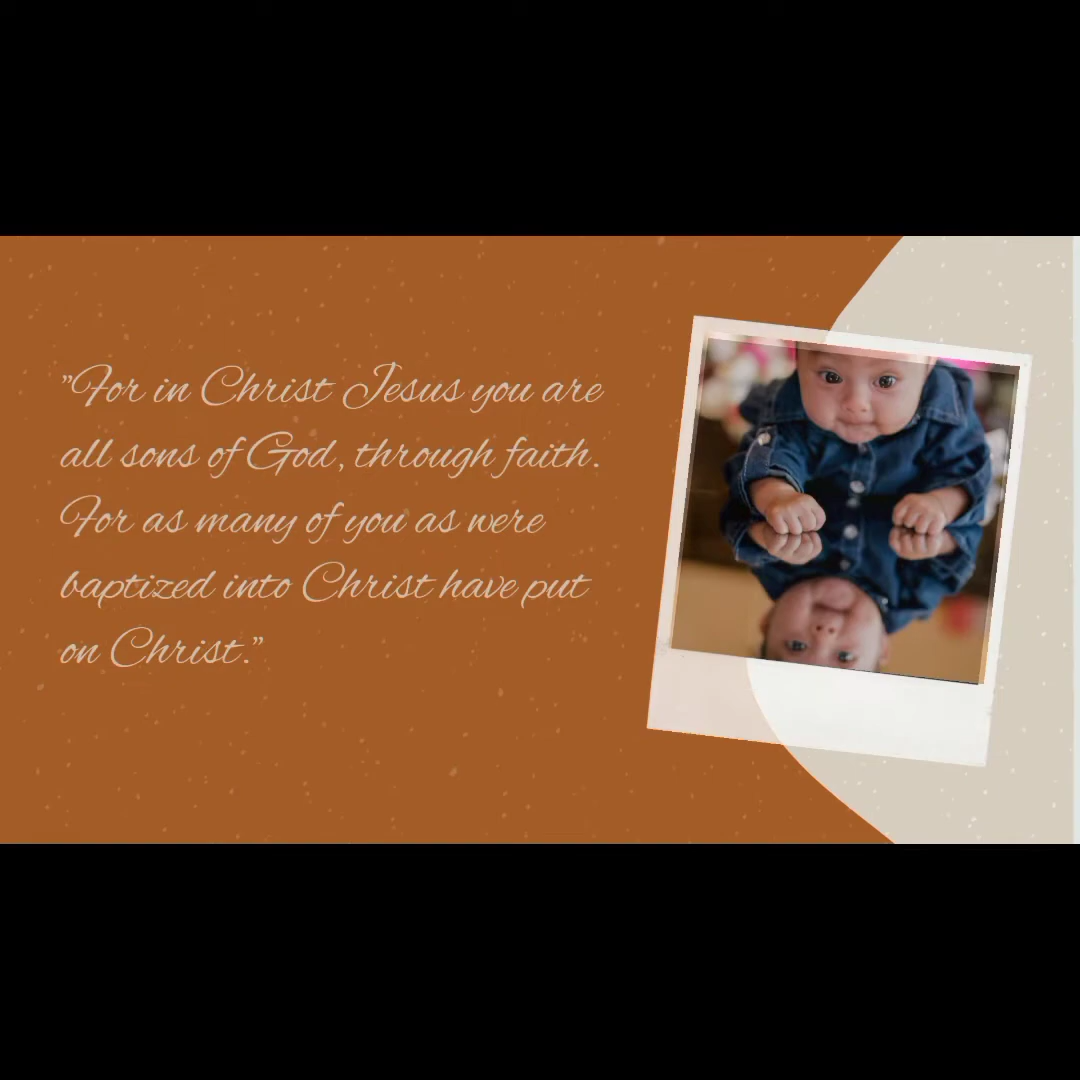 "For in Christ Jesus you are
all sons of God, through faith.
For as many of you as were
baptized into Christ have put
on Christ."